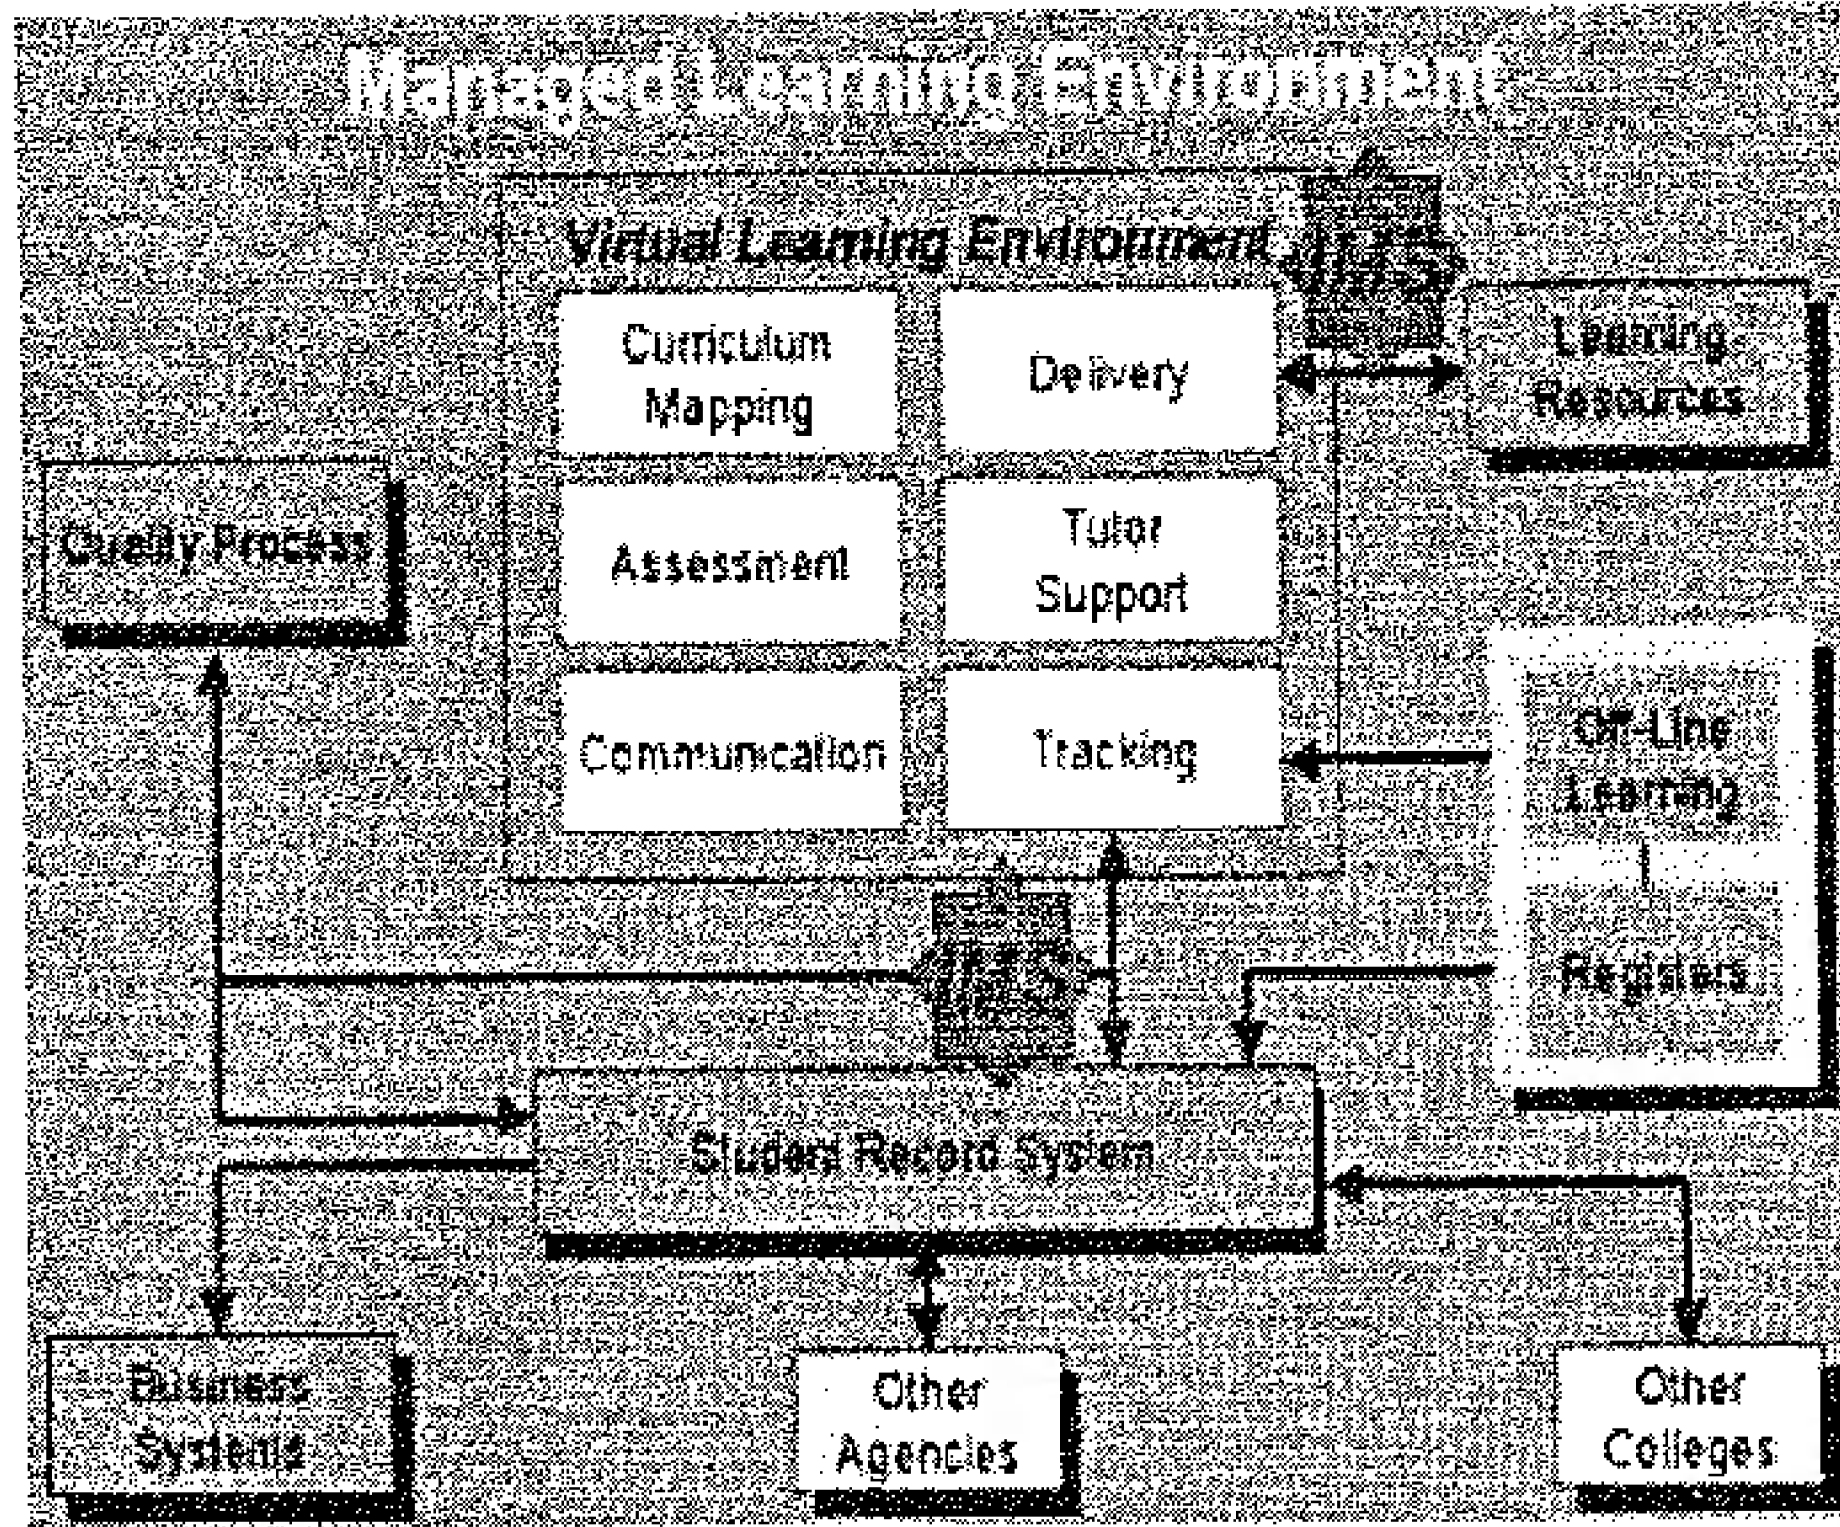 Managed Learning Environment
Virtual Learning Environment
Curriculum
Mapping
Delivery
Learning
Resources
Quality Process
Assessment
Tutor
Support
Communication
Tracking
Off-Line
Learning
Registers
Student Record System
Business
Systems
Other
Agencies
Other
Colleges